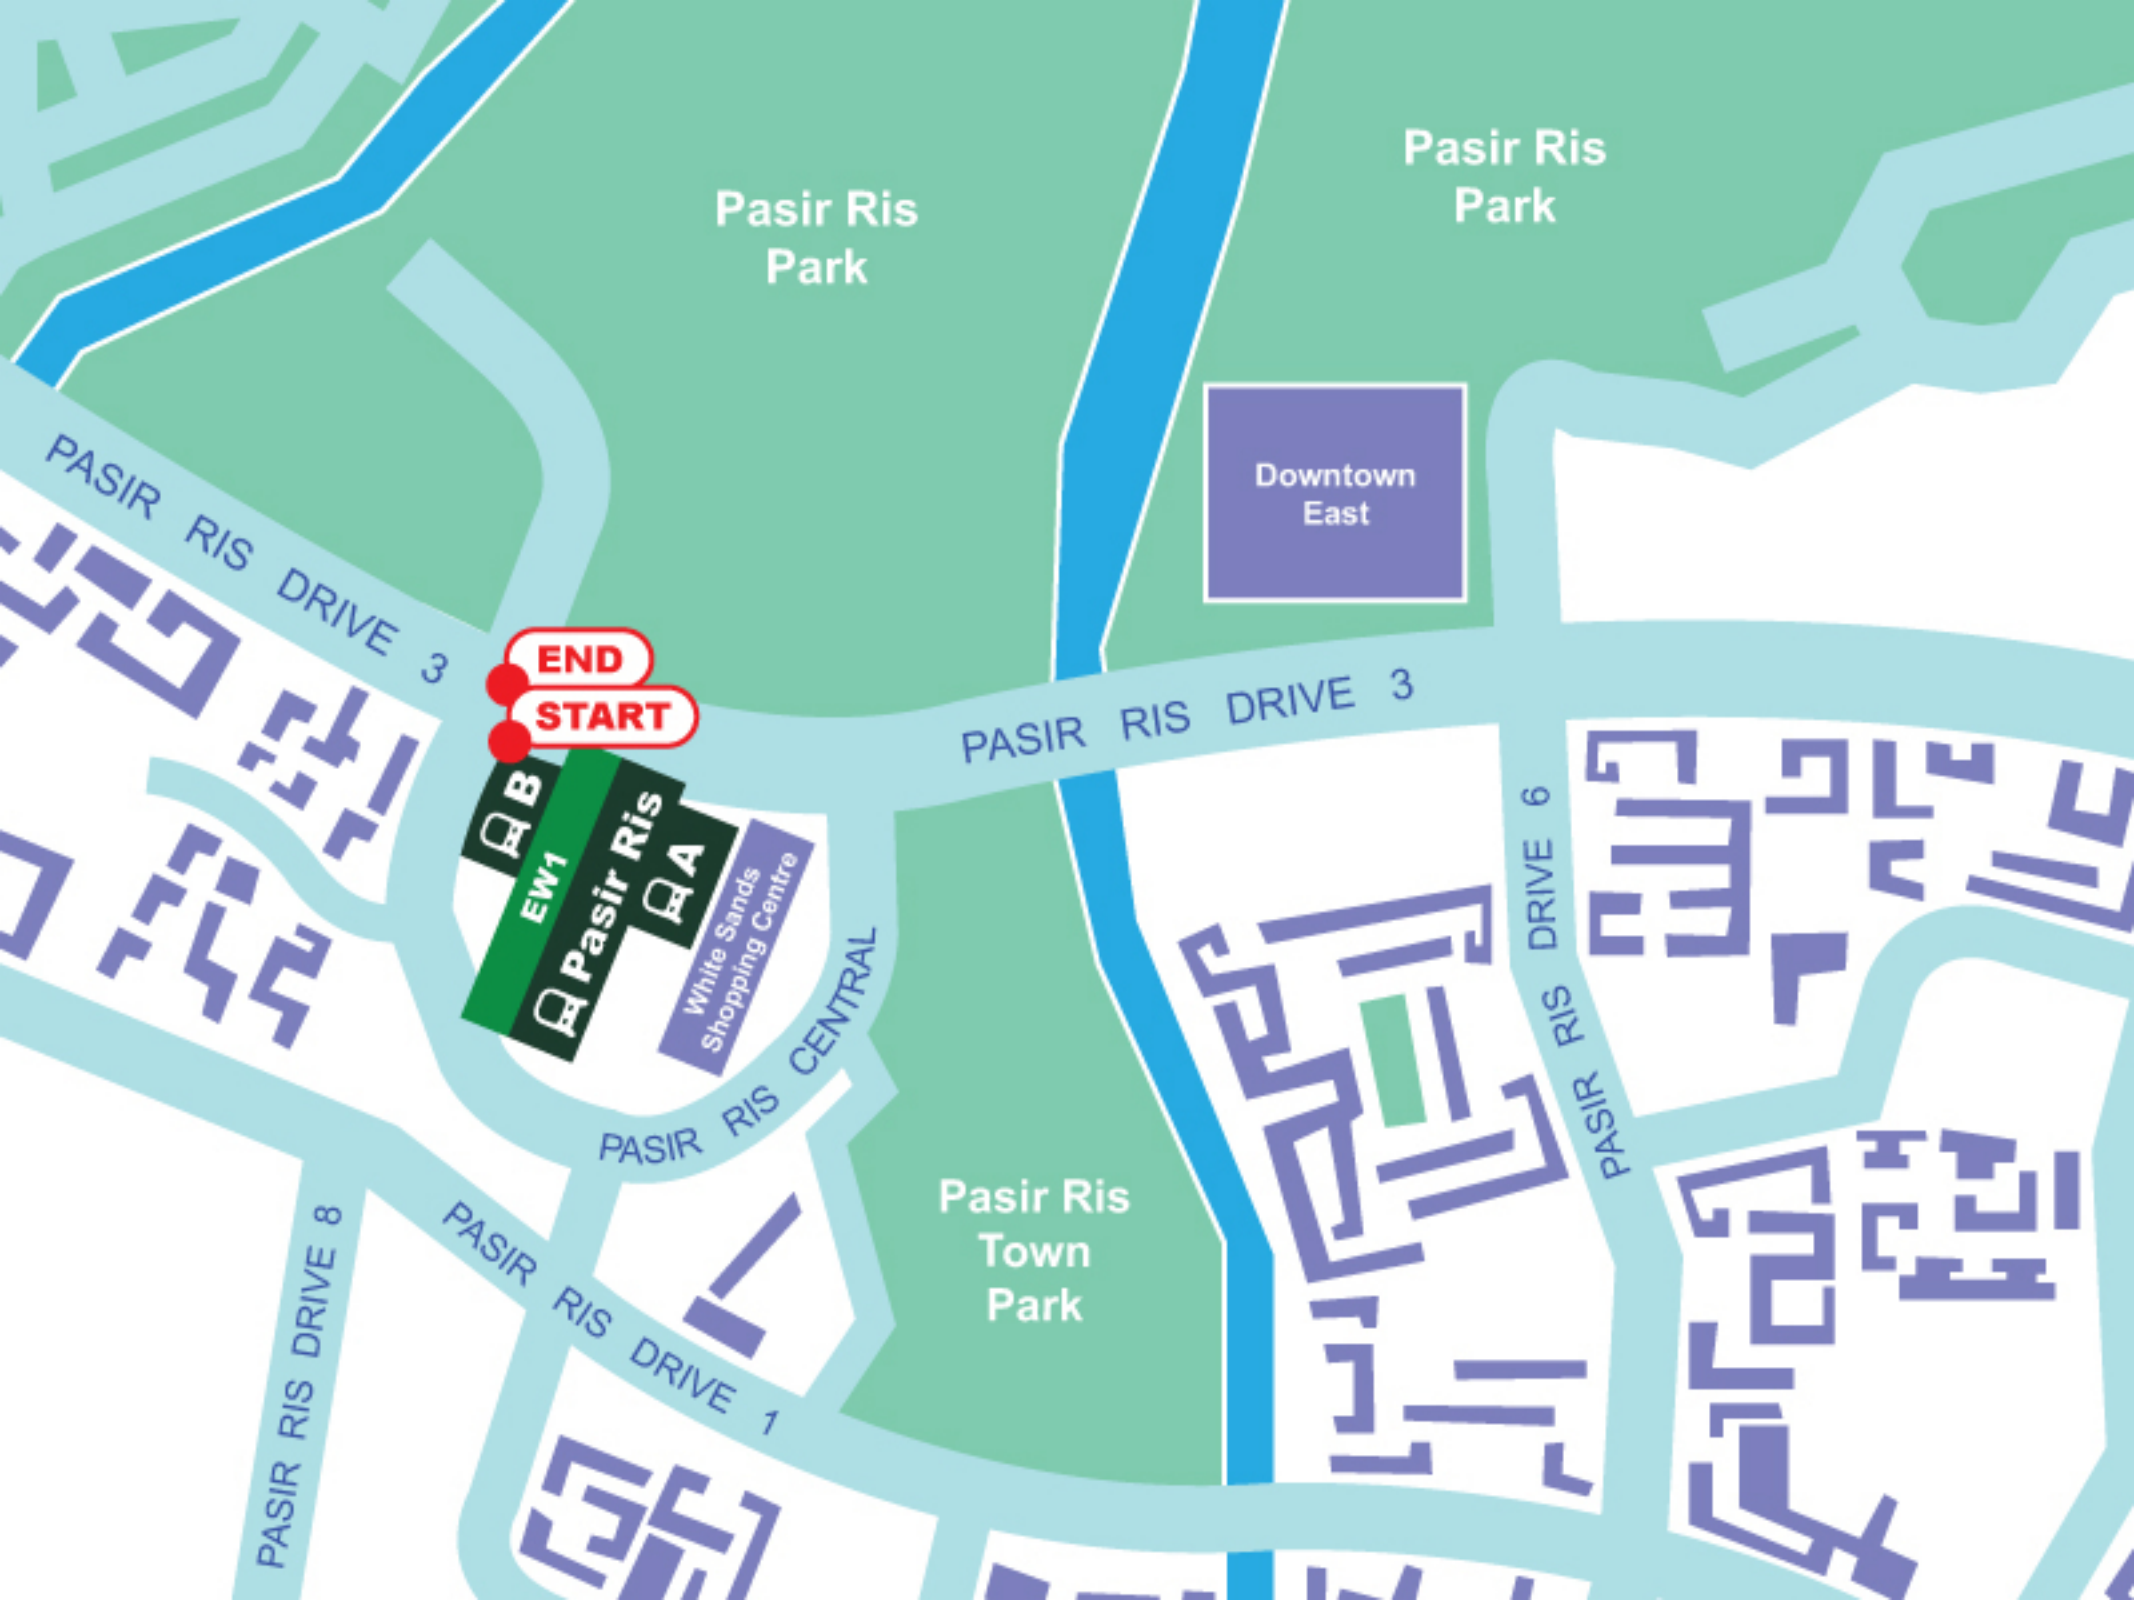 Pasir Ris
Park
Pasir Ris
Park
Downtown
East
PASIR RIS DRIVE 3
END
START
PASIR RIS DRIVE 3
B
EW1
Pasir Ris
A
White Sands
Shopping Centre
PASIR RIS CENTRAL
PASIR RIS DRIVE 6
Pasir Ris
Town
Park
PASIR RIS DRIVE 8
PASIR RIS DRIVE 1